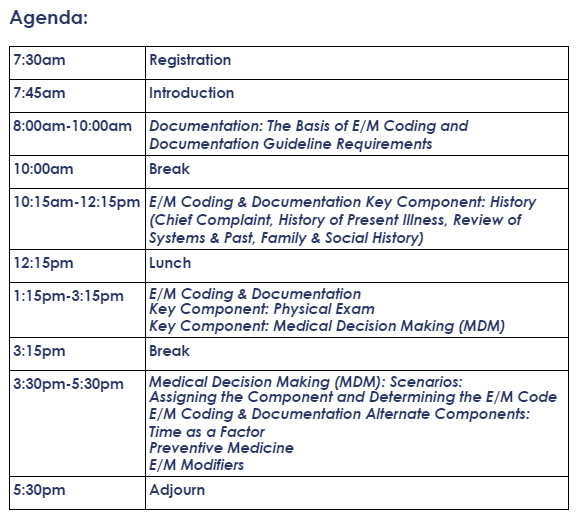 Agenda:
7:30am Registration
7:45am Introduction
8:00am-10:00am Documentation: The Basis of E/M Coding and
Documentation Guideline Requirements
10:00am Break
10:15am-12:15pm E/M Coding & Documentation Key Component: History
(Chief Complaint, History of Present Illness, Review of
Systems & Past, Family & Social History)
12:15pm Lunch
1:15pm-3:15pm E/M Coding & Documentation
Key Component: Physical Exam
Key Component: Medical Decision Making (MDM)
3:15pm Break
3:30pm-5:30pm Medical Decision Making (MDM): Scenarios:
Assigning the Component and Determining the E/M Code
E/M Coding & Documentation Alternate Components:
Time as a Factor
Preventive Medicine
E/M Modifiers
5:30pm Adjourn